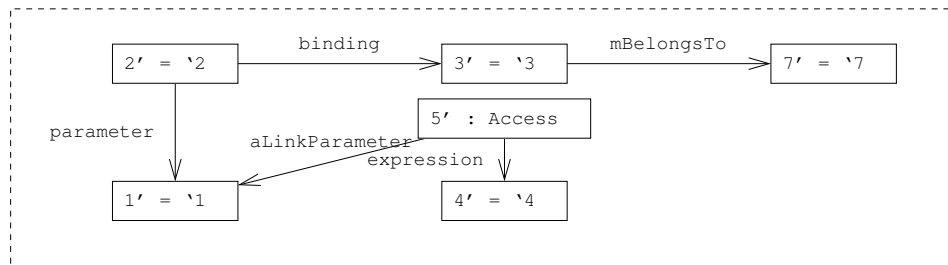 binding
mBelongsTo
2′ = ‘2
3′ = ‘3
7′ = ‘7
5′ : Access
parameter
aLinkParameter
expression
1′ = ‘1
4′ = ‘4